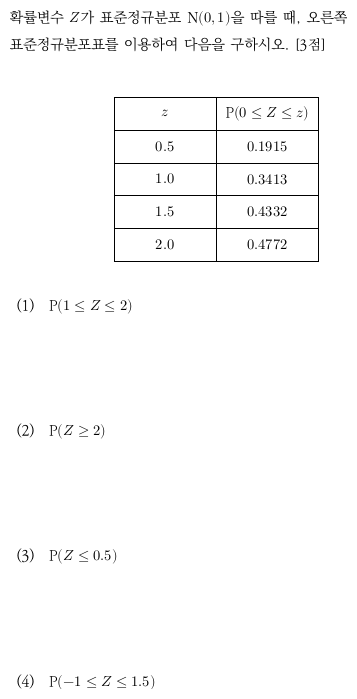 확률변수 Z가 표준정규분포 N(0, 1)을 따를 때, 오른쪽
표준정규분포표를 이용하여 다음을 구하시오. [3점]
z P(0 ≤ Z ≤ z)
0.5 0.1915
1.0 0.3413
1.5 0.4332
2.0 0.4772
(1) P(1 ≤ Z ≤ 2)
(2) P(Z ≥ 2)
(3) P(Z ≤ 0.5)
(4) P(−1 ≤ Z ≤ 1.5)